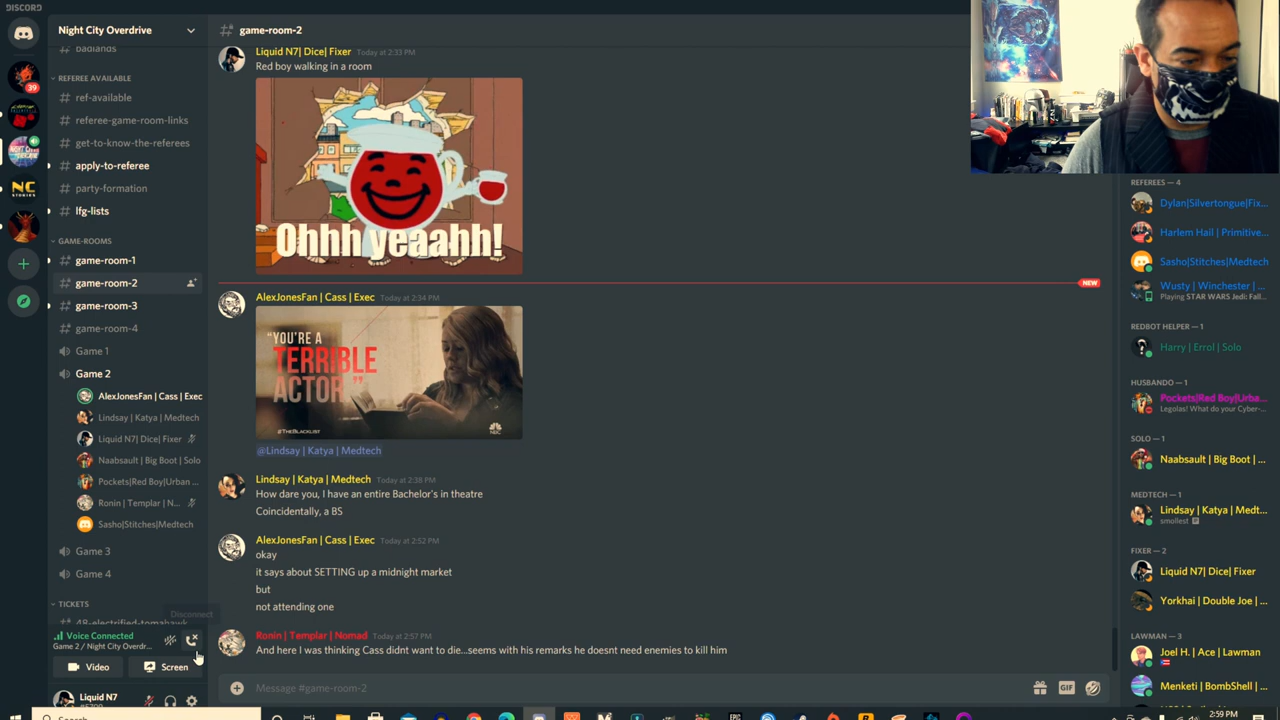 DISCORD
Night City Overdrive
badlands
REFEREE AVAILABLE
ref-available
referee-game-room-links
get-to-know-the-referees
apply-to-referee
party-formation
lfg-lists
GAME-ROOMS
game-room-1
game-room-2
game-room-3
game-room-4
Game 1
Game 2
AlexJonesFan | Cass | Exec
Lindsay | Katya | Medtech
Liquid N7| Dice| Fixer
Naabsault | Big Boot | Solo
Pockets|Red Boy|Urban ...
Ronin | Templar | N...
Sasho|Stitches|Medtech
Game 3
Game 4
TICKETS
48-electrified-tomahawk
Disconnect
Voice Connected
Game 2 / Night City Overdr...
Video
Screen
Liquid N7
39
NC
game-room-2
Liquid N7| Dice| Fixer Today at 2:33 PM
Red boy walking in a room
Ohhh yeaahh!
NEW
AlexJonesFan | Cass | Exec Today at 2:34 PM
"YOU'RE A
TERRIBLE
ACTOR."
#THEBLACKLIST
NBC
@Lindsay | Katya | Medtech
Lindsay | Katya | Medtech Today at 2:38 PM
How dare you, I have an entire Bachelor's in theatre
Coincidentally, a BS
AlexJonesFan | Cass | Exec Today at 2:52 PM
okay
it says about SETTING up a midnight market
but
not attending one
Ronin | Templar | Nomad Today at 2:57 PM
And here I was thinking Cass didnt want to die...seems with his remarks he doesnt need enemies to kill him
Message #game-room-2
GIF
REFEREES — 4
Dylan|Silvertongue|Fix...
Harlem Hail | Primitive...
Sasho|Stitches|Medtech
Wusty | Winchester | ...
Playing STAR WARS Jedi: Fall...
REDBOT HELPER — 1
Harry | Errol | Solo
HUSBANDO — 1
Pockets|Red Boy|Urba...
Legolas! What do your Cyber-...
SOLO — 1
Naabsault | Big Boot | ...
MEDTECH — 1
Lindsay | Katya | Medt...
smollest
FIXER — 2
Liquid N7| Dice| Fixer
Yorkhai | Double Joe | ...
LAWMAN — 3
Joel H. | Ace | Lawman
Menketi | BombShell | ...
Search
2:59 PM